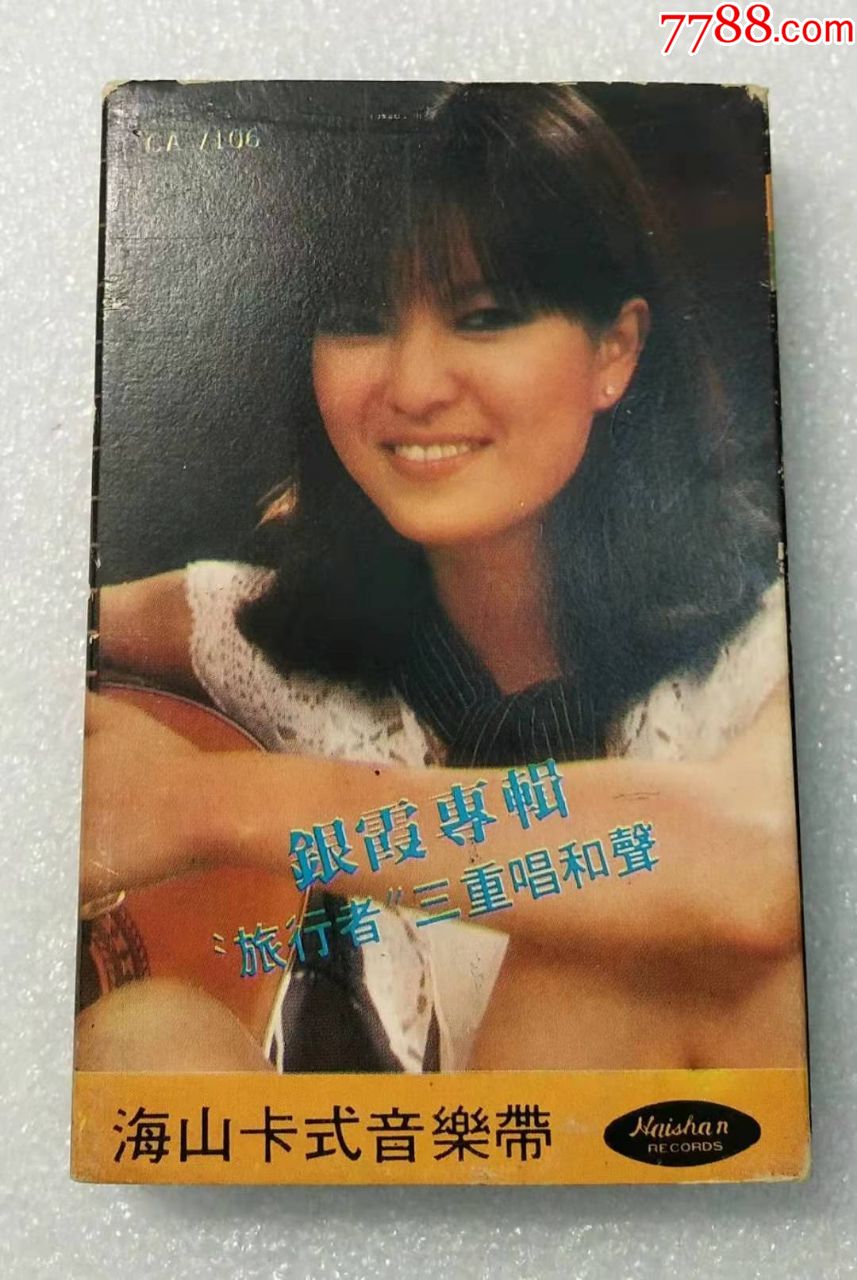 7788.com
CA 7106
銀霞專輯
"旅行者"三重唱和聲
海山卡式音樂帶
Haishan
RECORDS